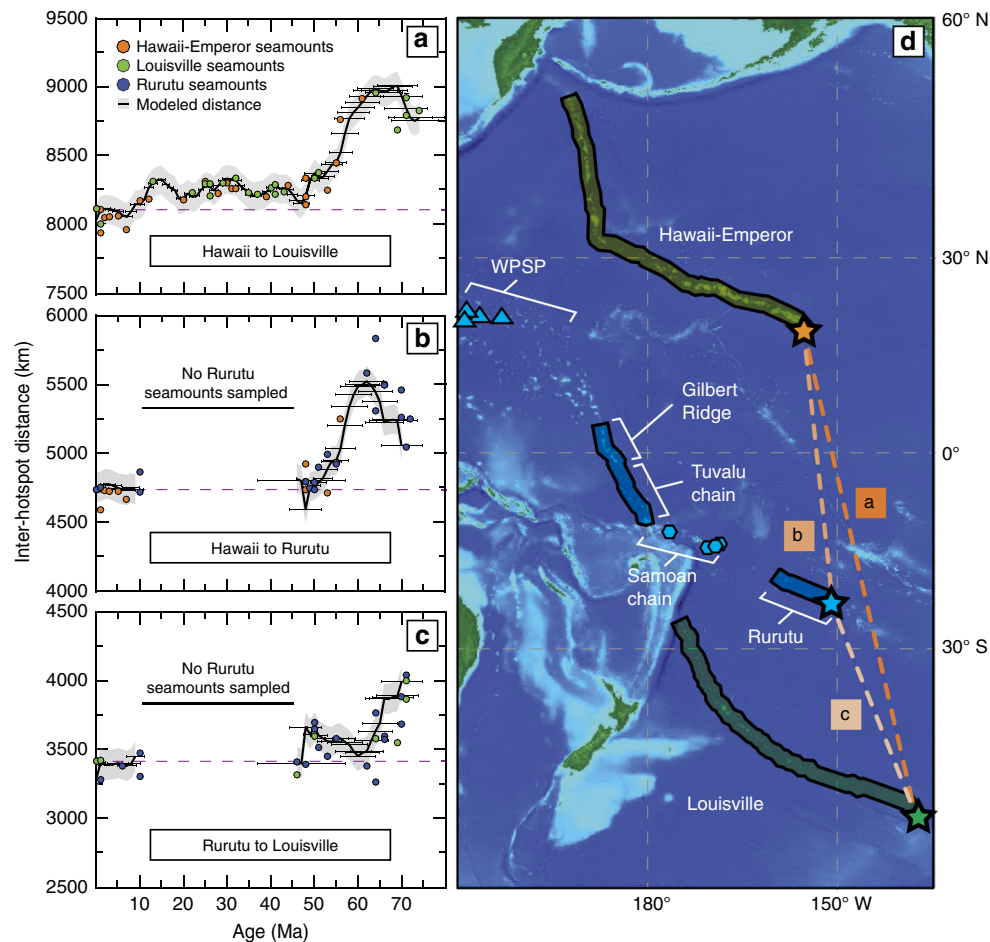 Inter-hotspot distance (km)
9500
9000
8500
8000
7500
a
Hawaii-Emperor seamounts
Louisville seamounts
Rurutu seamounts
Modeled distance
Hawaii to Louisville
6000
5500
5000
4500
4000
b
No Rurutu
seamounts sampled
Hawaii to Rurutu
4500
4000
3500
3000
2500
c
No Rurutu
seamounts sampled
Rurutu to Louisville
0 10 20 30 40 50 60 70
Age (Ma)
d
60° N
30° N
0°
30° S
180°
150° W
Hawaii-Emperor
WPSP
Gilbert
Ridge
Tuvalu
chain
Samoan
chain
Rurutu
Louisville
a
b
c